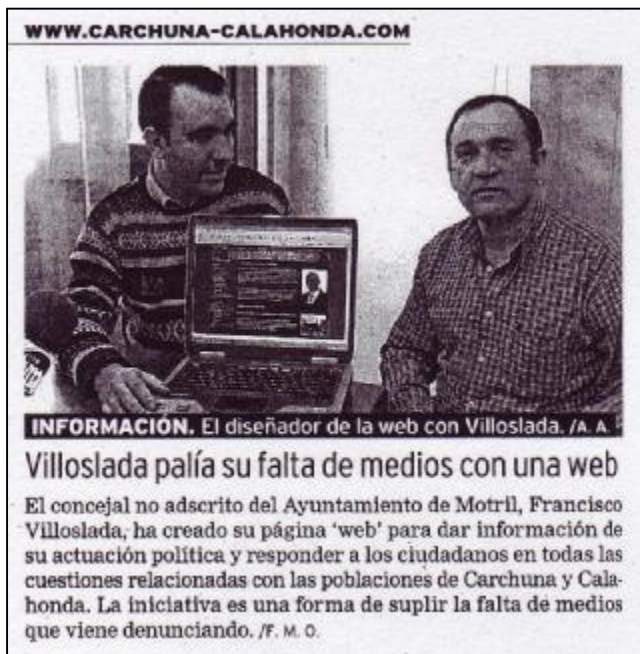 WWW.CARCHUNA-CALAHONDA.COM
INFORMACIÓN. El diseñador de la web con Villoslada. /A. A.
Villoslada palía su falta de medios con una web
El concejal no adscrito del Ayuntamiento de Motril, Francisco
Villoslada, ha creado su página ‘web’ para dar información de
su actuación política y responder a los ciudadanos en todas las
cuestiones relacionadas con las poblaciones de Carchuna y Cala-
honda. La iniciativa es una forma de suplir la falta de medios
que viene denunciando. /F. M. O.